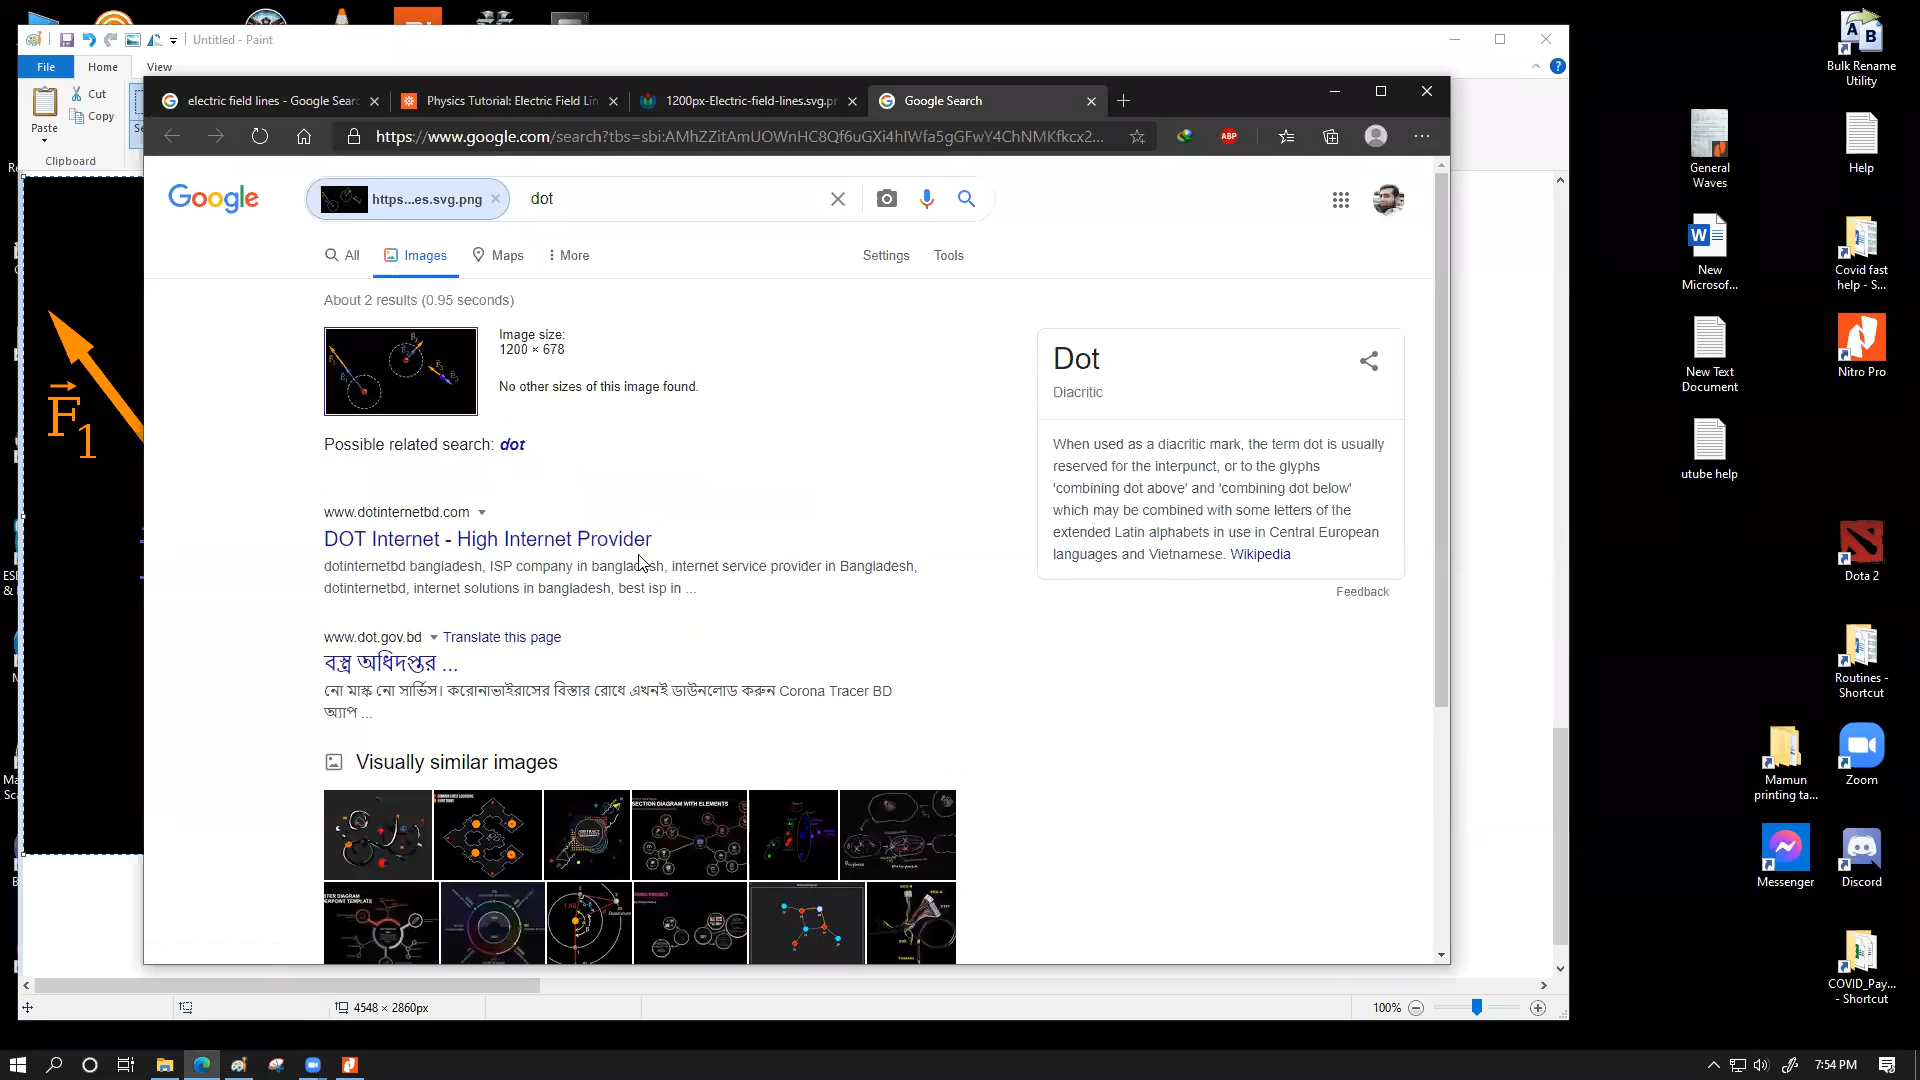 Untitled - Paint
File
Home
View
Paste
Cut
Copy
Clipboard
F1
electric field lines - Google Searc
Physics Tutorial: Electric Field Lin
1200px-Electric-field-lines.svg.pr
Google Search
https://www.google.com/search?tbs=sbi:AMhZZitAmUOWnHC8Qf6uGXi4hIWfa5gGFwY4ChNMKfkcx2...
ABP
Google
https...es.svg.png
dot
All
Images
Maps
More
Settings
Tools
About 2 results (0.95 seconds)
Image size:
1200 × 678
No other sizes of this image found.
Possible related search: dot
www.dotinternetbd.com
DOT Internet - High Internet Provider
dotinternetbd bangladesh, ISP company in bangladesh, internet service provider in Bangladesh,
dotinternetbd, internet solutions in bangladesh, best isp in ...
www.dot.gov.bd
Translate this page
বস্ত্র অধিদপ্তর ...
নো মাস্ক নো সার্ভিস। করোনাভাইরাসের বিস্তার রোধে এখনই ডাউনলোড করুন Corona Tracer BD
অ্যাপ ...
Visually similar images
SECTION DIAGRAM WITH ELEMENTS
Dot
Diacritic
When used as a diacritic mark, the term dot is usually
reserved for the interpunct, or to the glyphs
'combining dot above' and 'combining dot below'
which may be combined with some letters of the
extended Latin alphabets in use in Central European
languages and Vietnamese. Wikipedia
Feedback
4548 × 2860px
100%
Bulk Rename
Utility
General
Waves
Help
New
Microsof...
Covid fast
help - S...
New Text
Document
Nitro Pro
utube help
Dota 2
Routines -
Shortcut
Mamun
printing ta...
Zoom
Messenger
Discord
COVID_Pay...
- Shortcut
7:54 PM